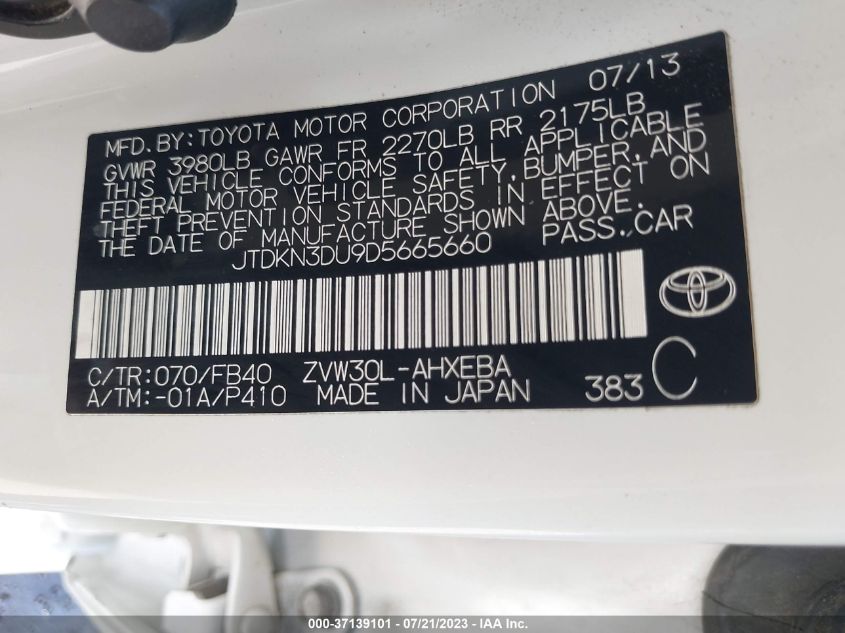 MFD. BY: TOYOTA MOTOR CORPORATION 07/13
GVWR 3980LB GAWR FR 2270LB RR 2175LB
THIS VEHICLE CONFORMS TO ALL APPLICABLE
FEDERAL MOTOR VEHICLE SAFETY, BUMPER, AND
THEFT PREVENTION STANDARDS IN EFFECT ON
THE DATE OF MANUFACTURE SHOWN ABOVE.
JTDKN3DU9D5665660 PASS. CAR
C/TR: 070/FB40 ZVW30L-AHXEBA
A/TM: -01A/P410 MADE IN JAPAN 383 C
000-37139101 - 07/21/2023 - IAA Inc.